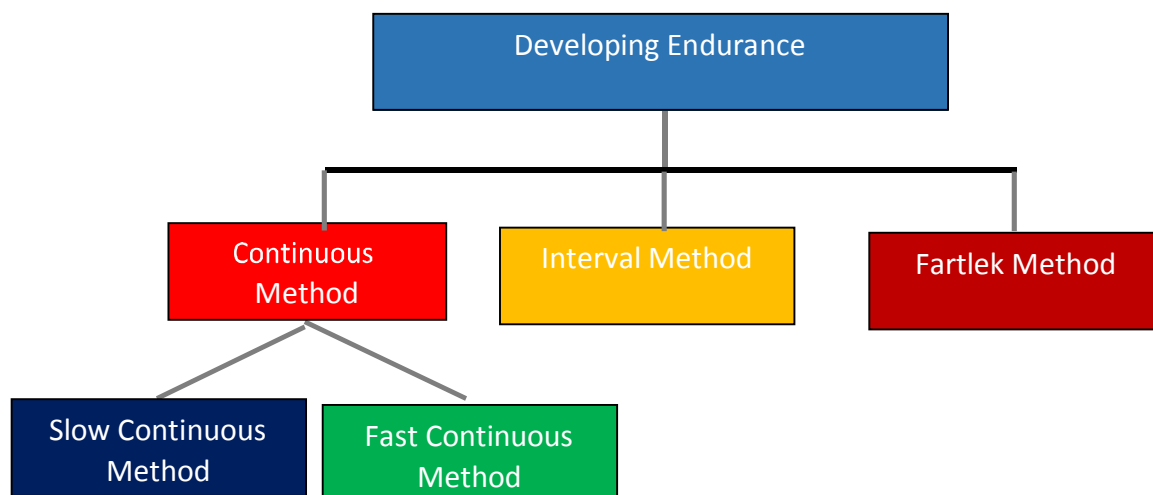 Developing Endurance
Continuous
Method
Interval Method
Fartlek Method
Slow Continuous
Method
Fast Continuous
Method